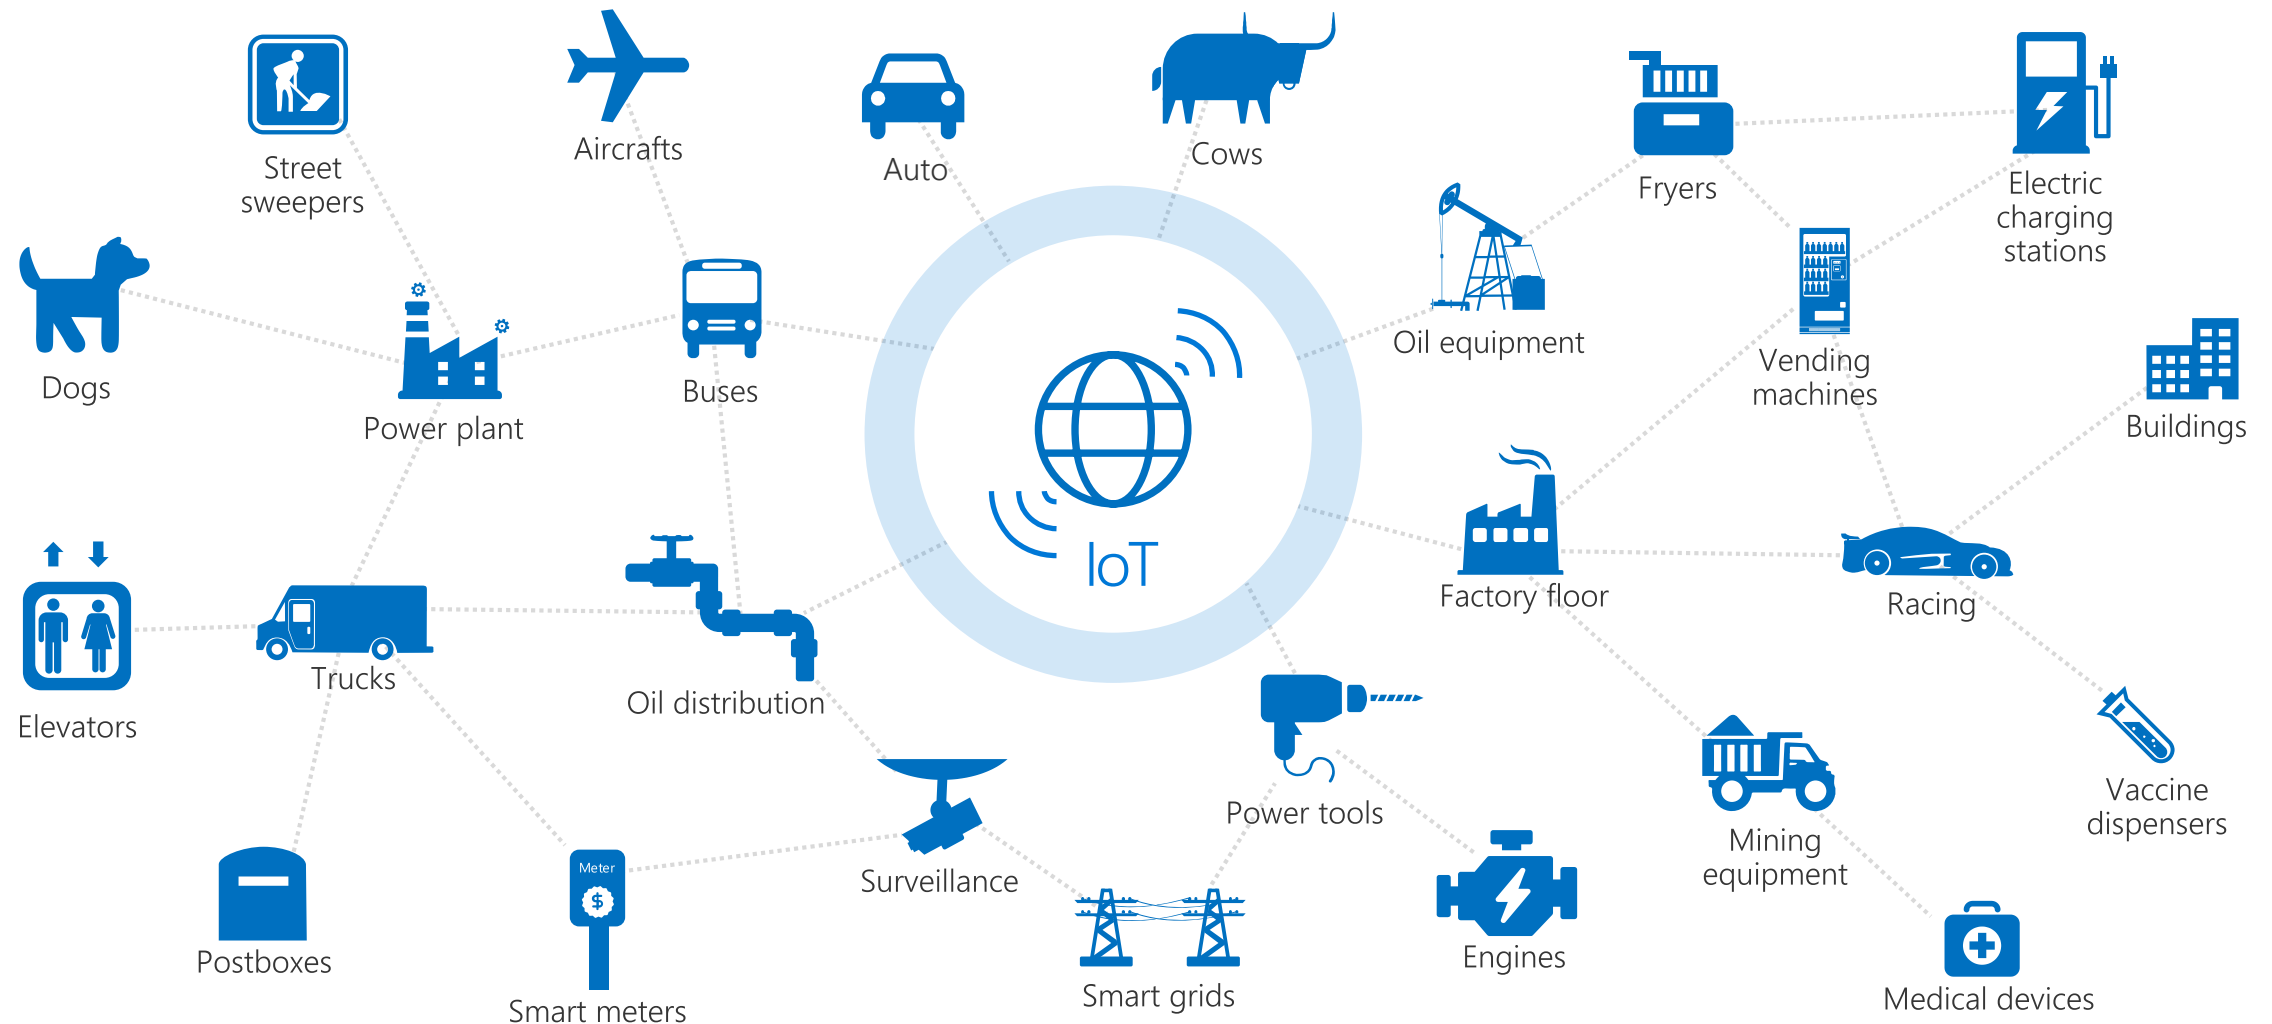 Street
sweepers
Aircrafts
Auto
Cows
Fryers
Electric
charging
stations
Dogs
Power plant
Buses
Oil equipment
Vending
machines
Buildings
IoT
Factory floor
Racing
Elevators
Trucks
Oil distribution
Power tools
Vaccine
dispensers
Mining
equipment
Meter
$
Surveillance
Postboxes
Smart meters
Smart grids
Engines
Medical devices